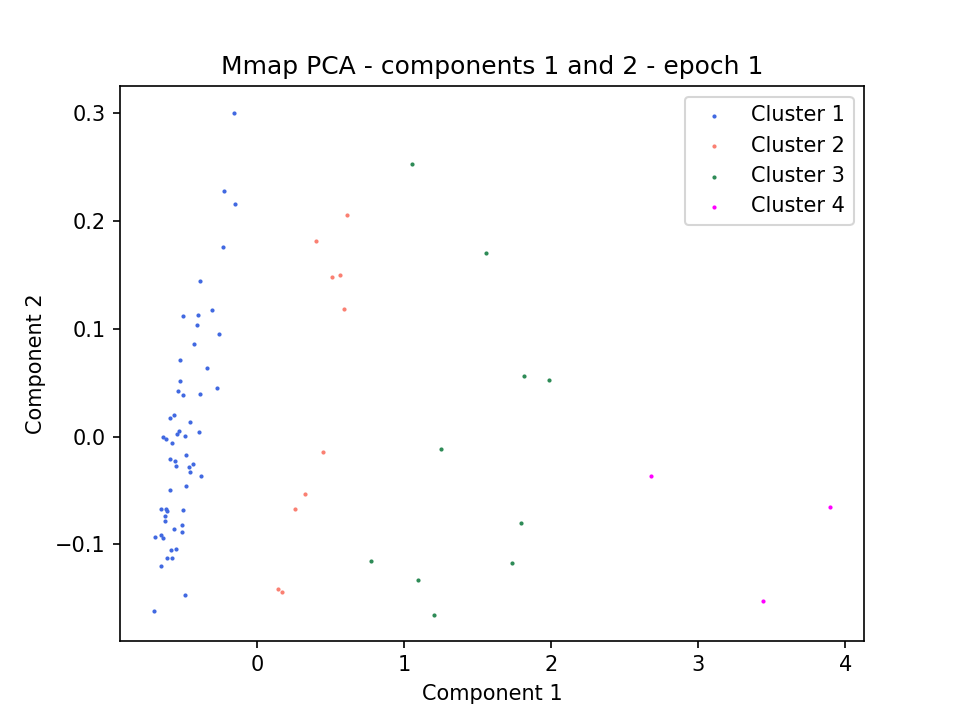 Mmap PCA - components 1 and 2 - epoch 1
Cluster 1
Cluster 2
Cluster 3
Cluster 4
0.3
0.2
0.1
0.0
−0.1
Component 2
0 1 2 3 4
Component 1